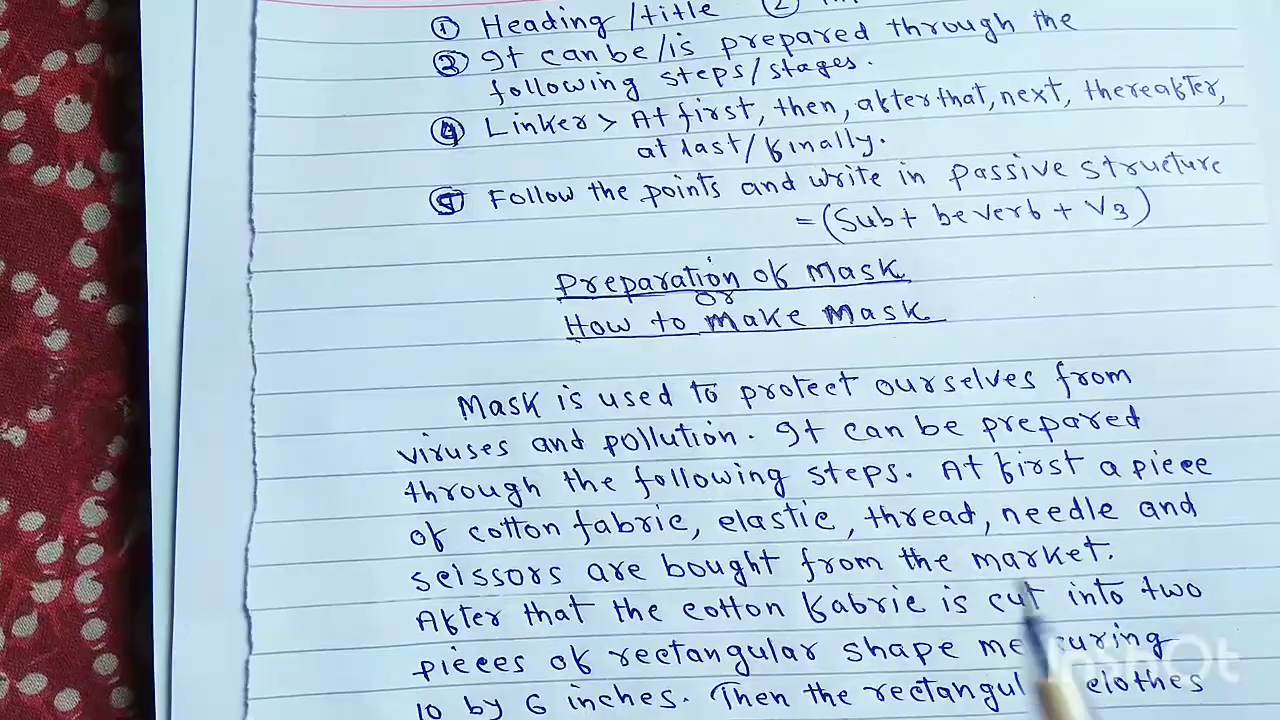 ① Heading/title ②
③ It can be/is prepared through the
following steps/stages.
④ Linker > At first, then, after that, next, thereafter,
at last/finally.
⑤ Follow the points and write in passive structure
= (Sub + be verb + V3)
Preparation of Mask
Or
How to Make Mask
Mask is used to protect ourselves from
viruses and pollution. It can be prepared
through the following steps. At first a piece
of cotton fabric, elastic, thread, needle and
scissors are bought from the market.
After that the cotton fabric is cut into two
pieces of rectangular shape me uring
10 by 6 inches. Then the rectangul clothes
InShOt